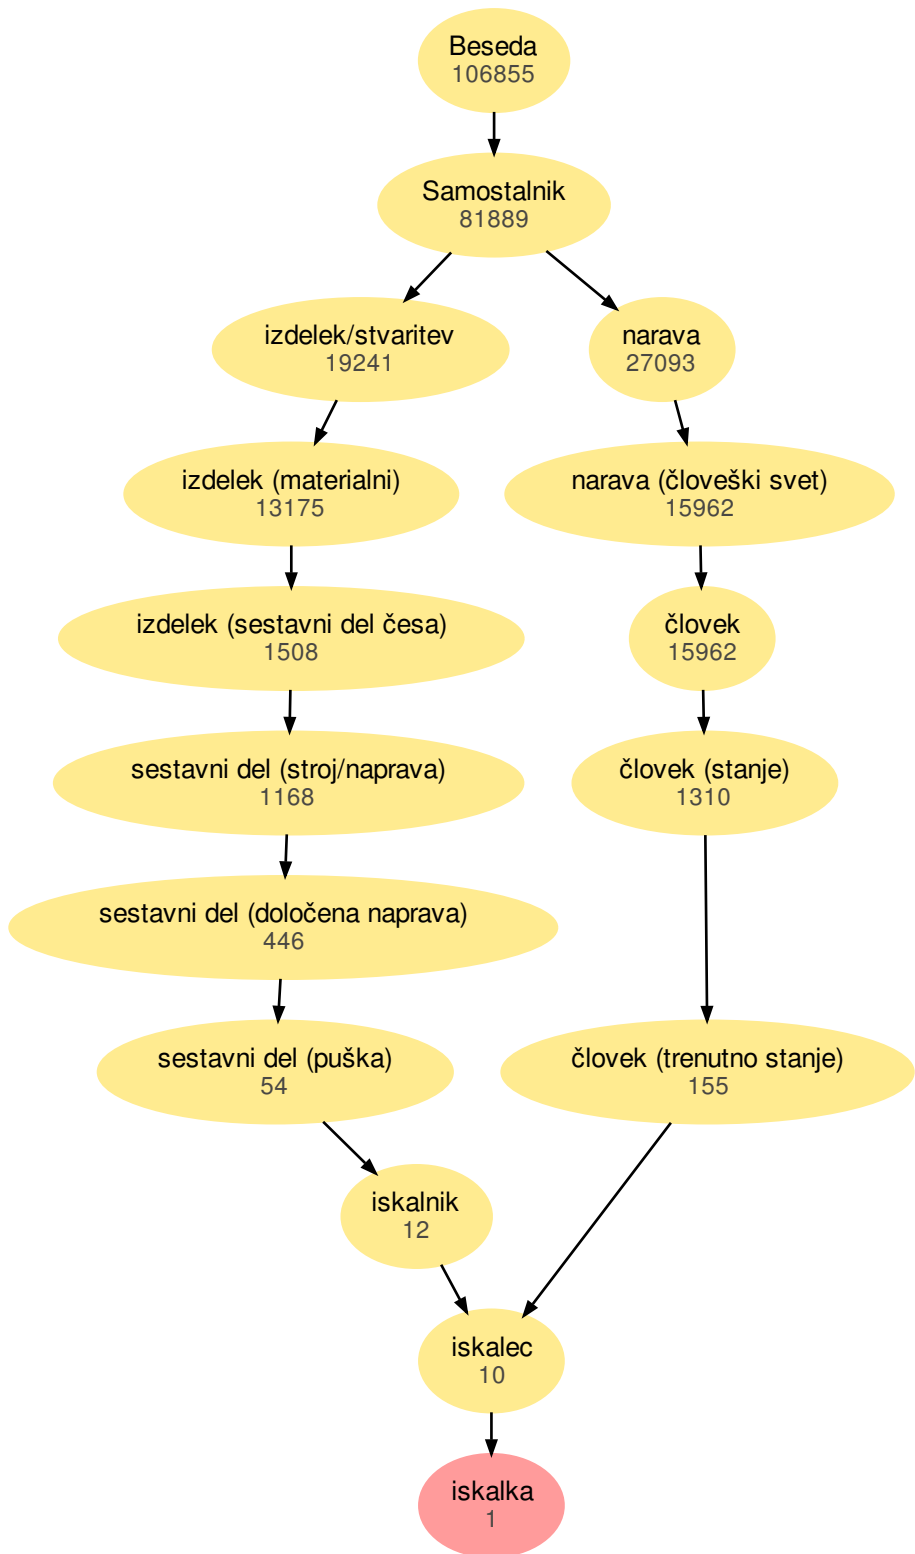 Beseda
106855
Samostalnik
81889
izdelek/stvaritev
19241
narava
27093
izdelek (materialni)
13175
narava (človeški svet)
15962
izdelek (sestavni del česa)
1508
človek
15962
sestavni del (stroj/naprava)
1168
človek (stanje)
1310
sestavni del (določena naprava)
446
sestavni del (puška)
54
človek (trenutno stanje)
155
iskalnik
12
iskalec
10
iskalka
1